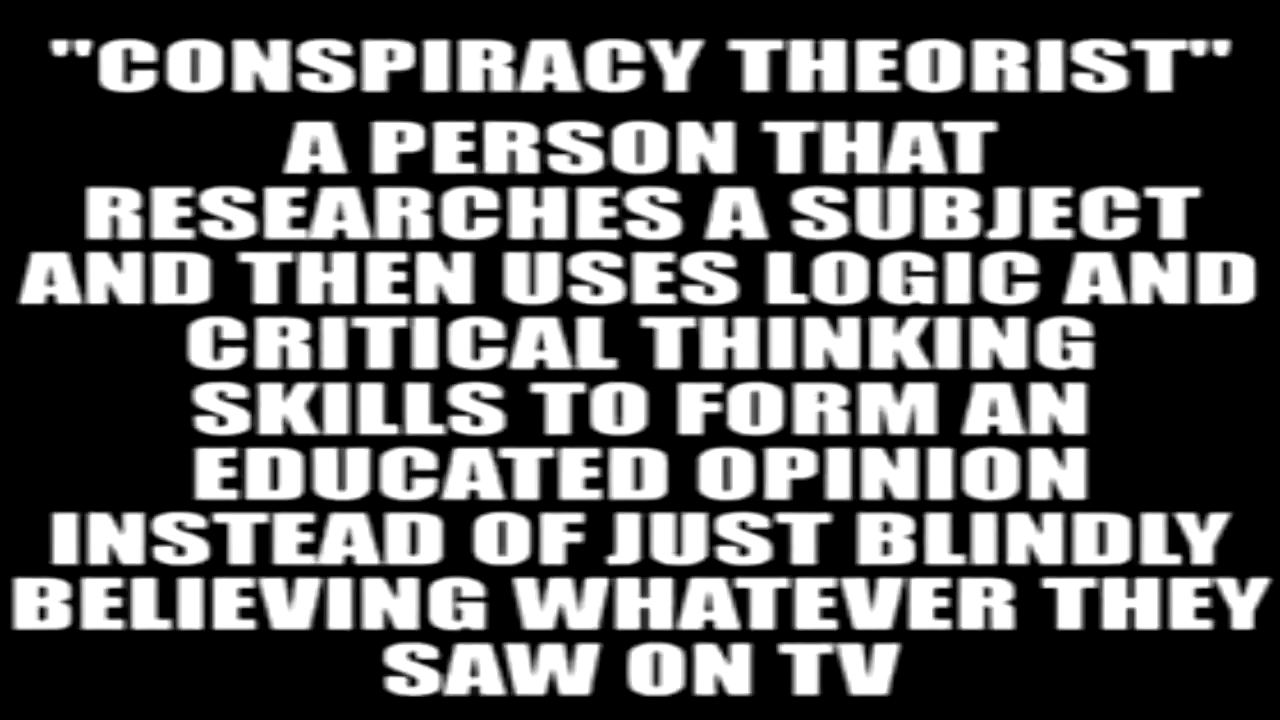 "CONSPIRACY THEORIST"
A PERSON THAT
RESEARCHES A SUBJECT
AND THEN USES LOGIC AND
CRITICAL THINKING
SKILLS TO FORM AN
EDUCATED OPINION
INSTEAD OF JUST BLINDLY
BELIEVING WHATEVER THEY
SAW ON TV